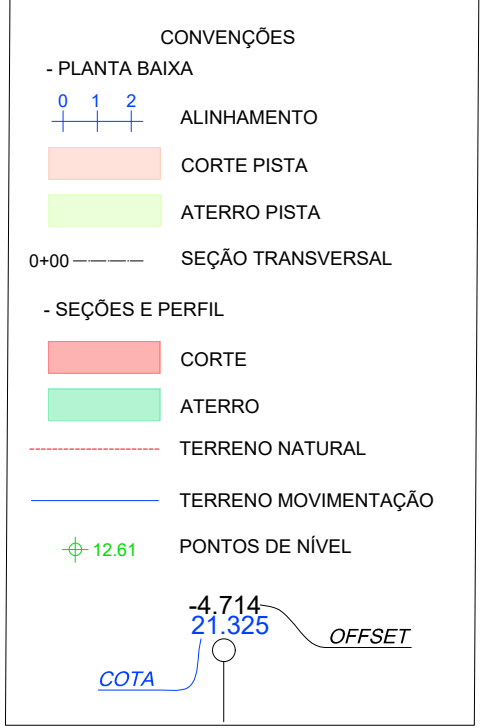 CONVENÇÕES
- PLANTA BAIXA
0 1 2
ALINHAMENTO
CORTE PISTA
ATERRO PISTA
0+00 SEÇÃO TRANSVERSAL
- SEÇÕES E PERFIL
CORTE
ATERRO
TERRENO NATURAL
TERRENO MOVIMENTAÇÃO
12.61 PONTOS DE NÍVEL
-4.714
21.325
OFFSET
COTA